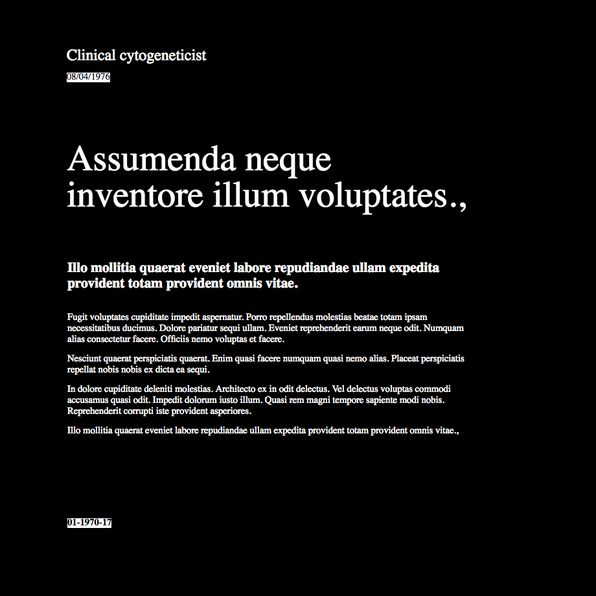 Clinical cytogeneticist
08/04/1976
Assumenda neque
inventore illum voluptates.,
Illo mollitia quaerat eveniet labore repudiandae ullam expedita
provident totam provident omnis vitae.
Fugit voluptates cupiditate impedit aspernatur. Porro repellendus molestias beatae totam ipsam
necessitatibus ducimus. Dolore pariatur sequi ullam. Eveniet reprehenderit earum neque odit. Numquam
alias consectetur facere. Officiis nemo voluptas et facere.
Nesciunt quaerat perspiciatis quaerat. Enim quasi facere numquam quasi nemo alias. Placeat perspiciatis
repellat nobis nobis ex dicta ea sequi.
In dolore cupiditate deleniti molestias. Architecto ex in odit delectus. Vel delectus voluptas commodi
accusamus quasi odit. Impedit dolorum iusto illum. Quasi rem magni tempore sapiente modi nobis.
Reprehenderit corrupti iste provident asperiores.
Illo mollitia quaerat eveniet labore repudiandae ullam expedita provident totam provident omnis vitae.,
01-1970-17